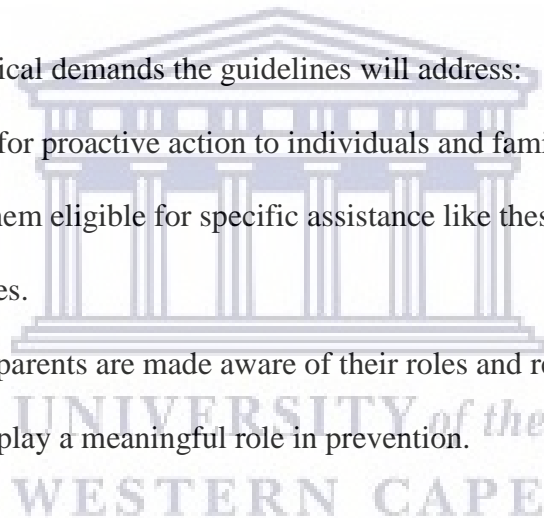 ical demands the guidelines will address:
for proactive action to individuals and fami
nem eligible for specific assistance like thes
es.
parents are made aware of their roles and re
UNIVERSITY of the
play a meaningful role in prevention.
WESTERN CAPE